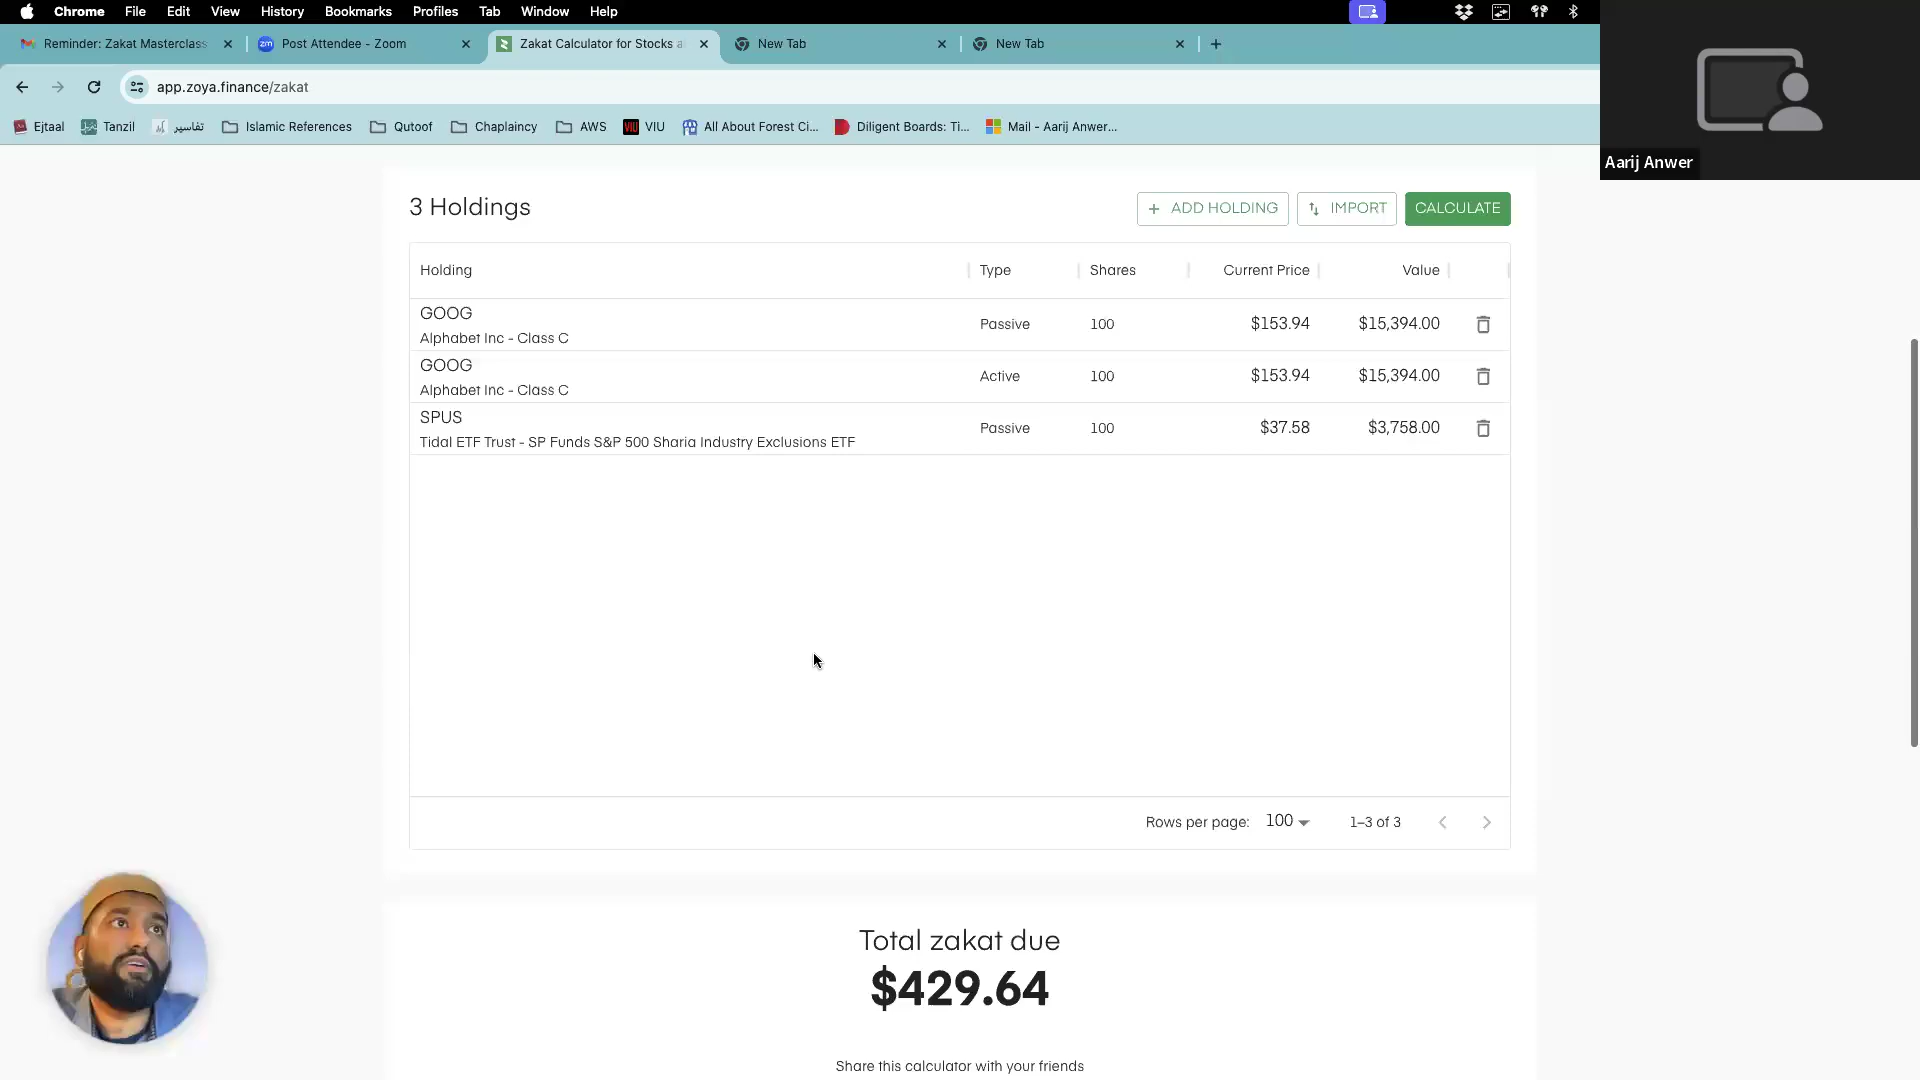 Chrome File Edit View History Bookmarks Profiles Tab Window Help
Reminder: Zakat Masterclass
Post Attendee - Zoom
Zakat Calculator for Stocks a
New Tab
New Tab
app.zoya.finance/zakat
Ejtaal Tanzil تفاسير Islamic References Qutoof Chaplaincy AWS VIU All About Forest Ci... Diligent Boards: Ti... Mail - Aarij Anwer...
Aarij Anwer
3 Holdings
+ ADD HOLDING IMPORT CALCULATE
Holding Type Shares Current Price Value
GOOG
Alphabet Inc - Class C
Passive 100 $153.94 $15,394.00
GOOG
Alphabet Inc - Class C
Active 100 $153.94 $15,394.00
SPUS
Tidal ETF Trust - SP Funds S&P 500 Sharia Industry Exclusions ETF
Passive 100 $37.58 $3,758.00
Rows per page: 100 1–3 of 3
Total zakat due
$429.64
Share this calculator with your friends